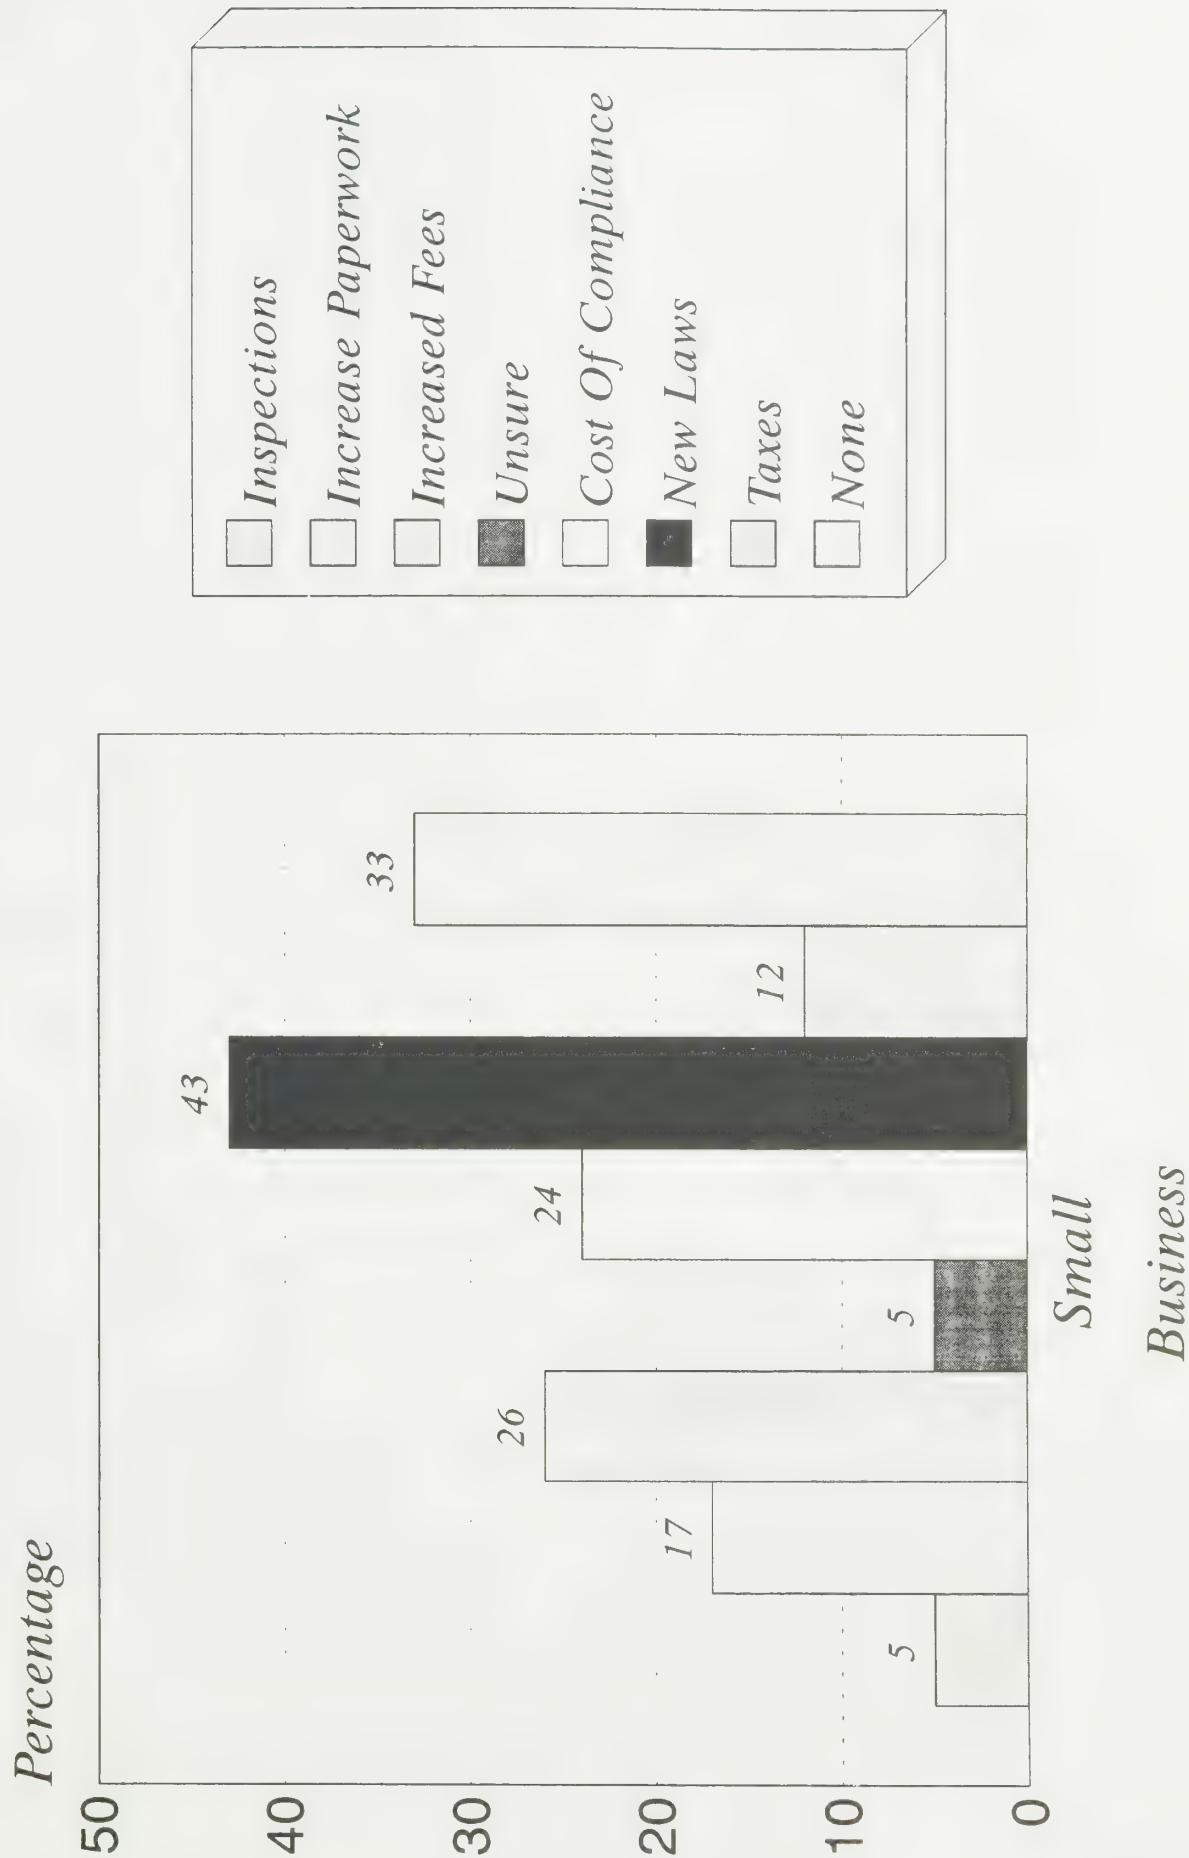 Percentage
50
40
30
20
10
0
5
17
26
5
24
43
12
33
Small
Business
Inspections
Increase Paperwork
Increased Fees
Unsure
Cost Of Compliance
New Laws
Taxes
None